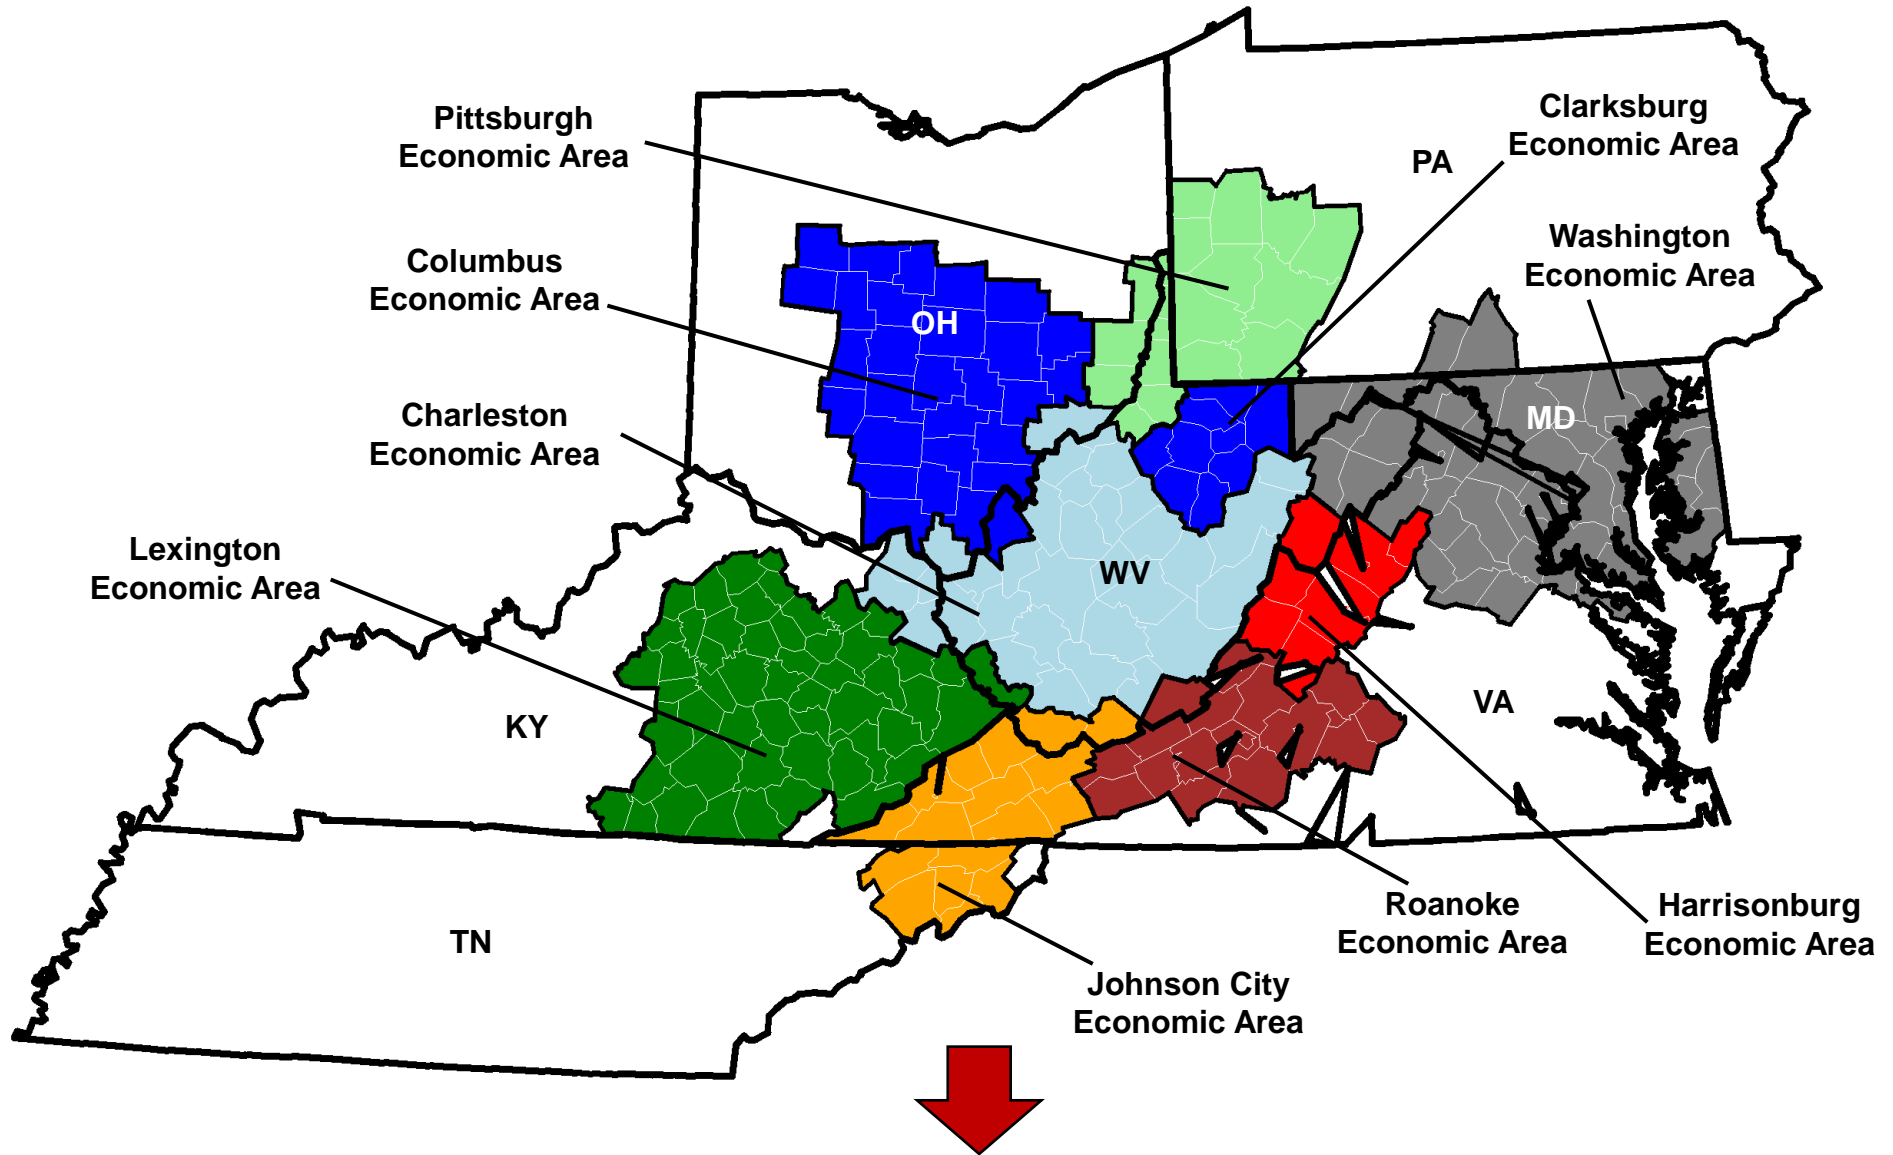 Pittsburgh
Economic Area
Clarksburg
Economic Area
PA
Washington
Economic Area
Columbus
Economic Area
OH
Charleston
Economic Area
MD
Lexington
Economic Area
WV
KY
VA
TN
Roanoke
Economic Area
Harrisonburg
Economic Area
Johnson City
Economic Area